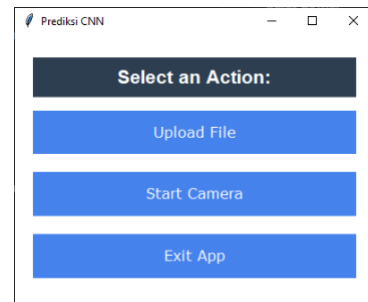 Prediksi CNN
Select an Action:
Upload File
Start Camera
Exit App